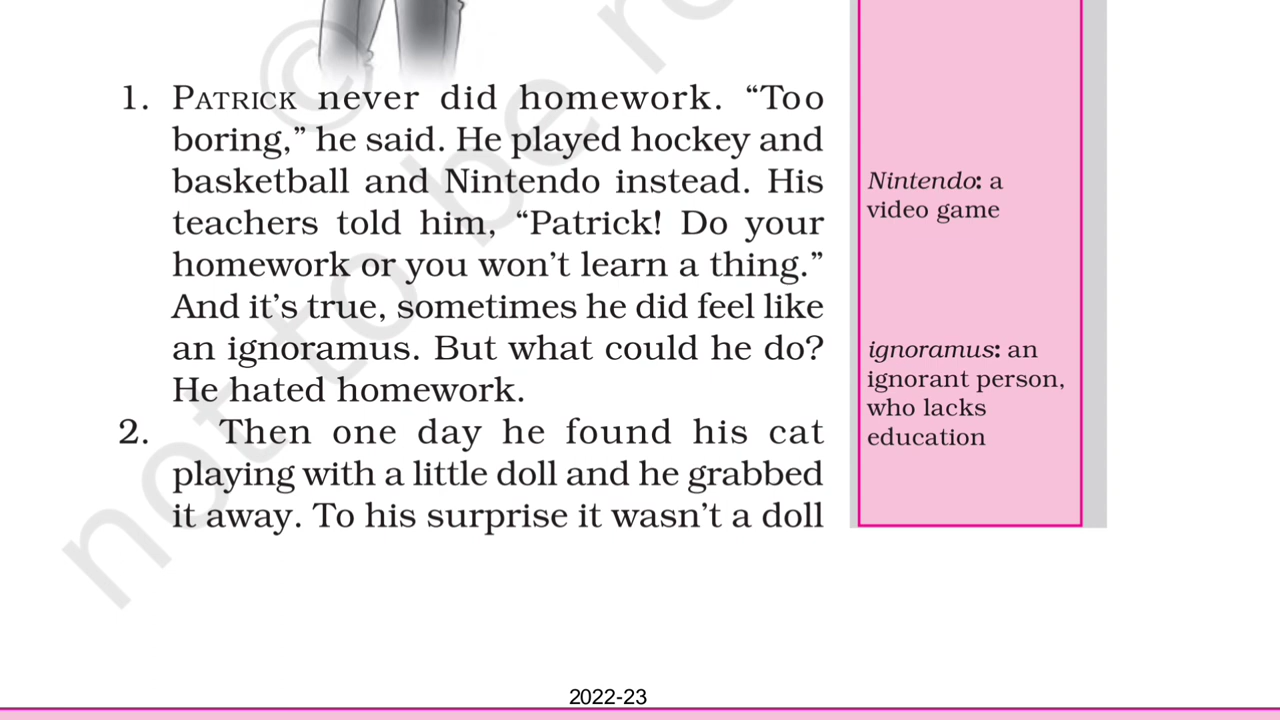 1. PATRICK never did homework. “Too
boring,” he said. He played hockey and
basketball and Nintendo instead. His
teachers told him, “Patrick! Do your
homework or you won’t learn a thing.”
And it’s true, sometimes he did feel like
an ignoramus. But what could he do?
He hated homework.
2. Then one day he found his cat
playing with a little doll and he grabbed
it away. To his surprise it wasn’t a doll
Nintendo: a
video game
ignoramus: an
ignorant person,
who lacks
education
© not to be r
2022-23